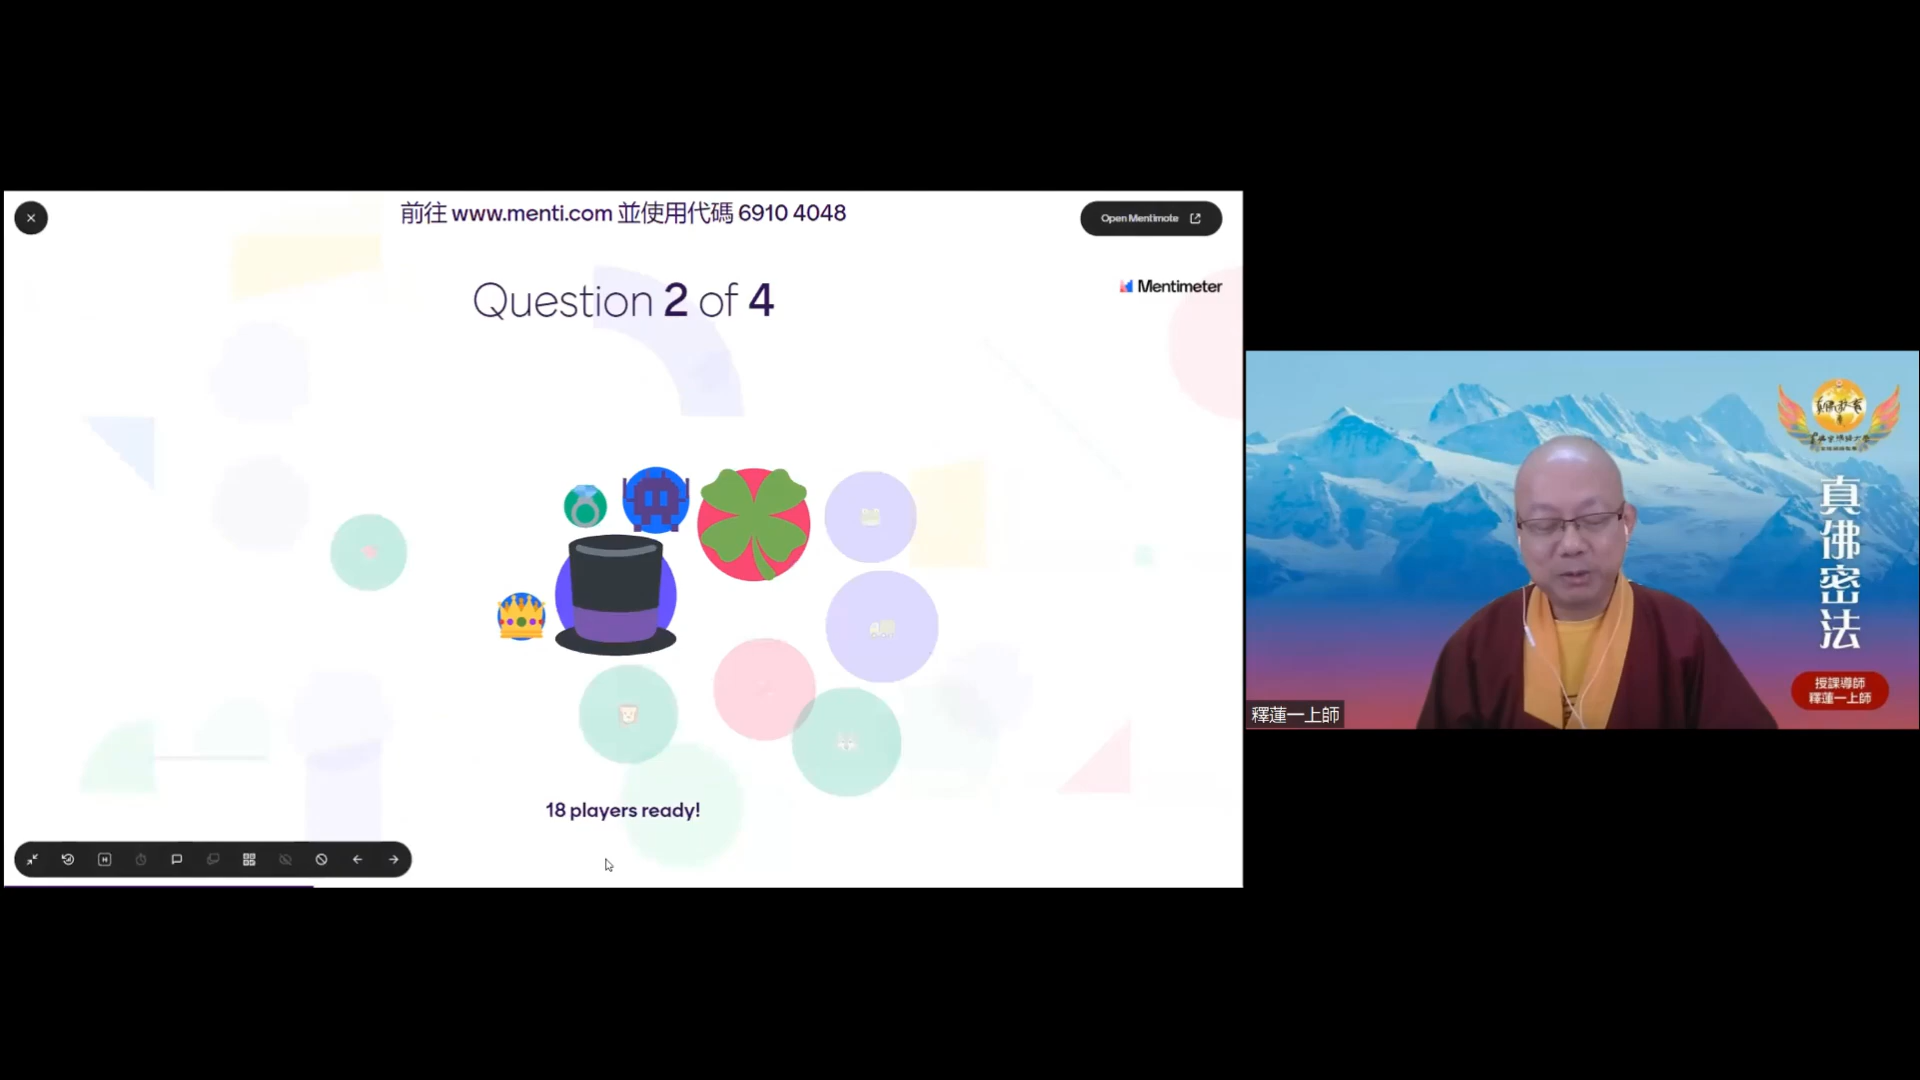 前往 www.menti.com 並使用代碼 6910 4048
Open Mentimote
Mentimeter
Question 2 of 4
18 players ready!
真佛密法
授課導師
釋蓮一上師
釋蓮一上師